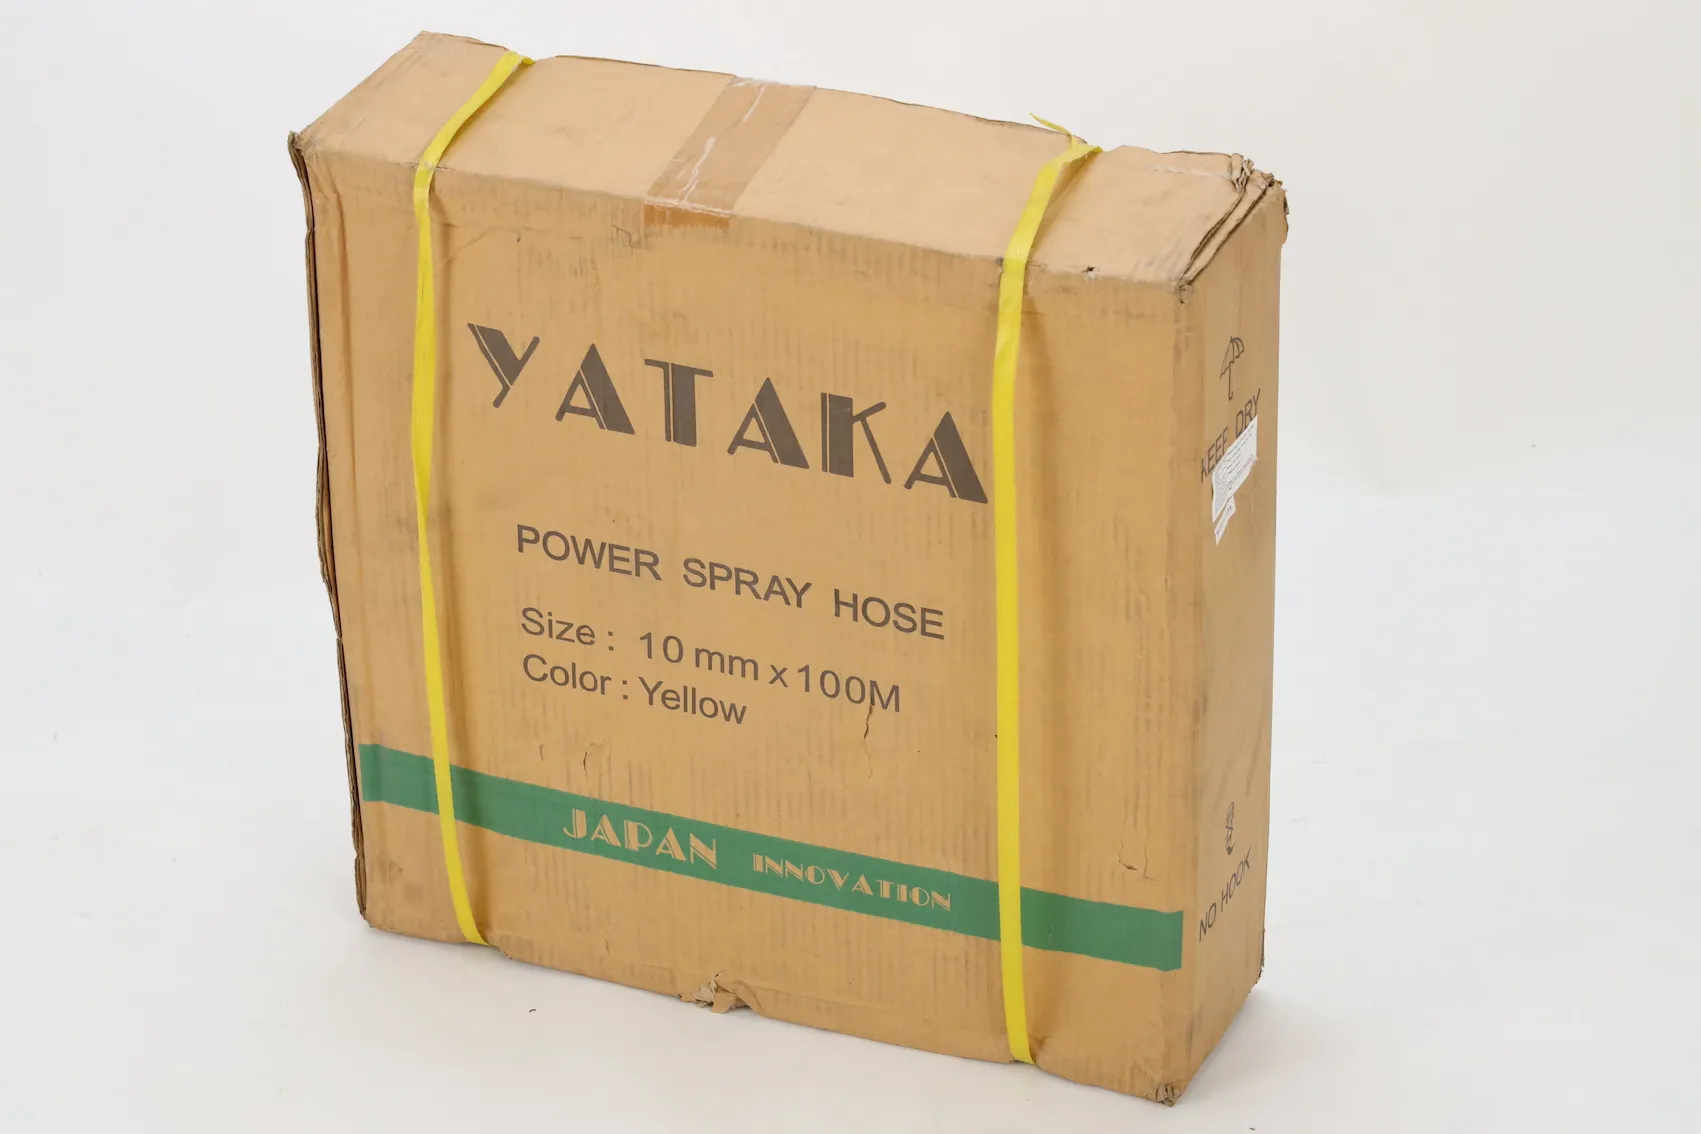 YATAKA
POWER SPRAY HOSE
Size : 10 mm x 100M
Color : Yellow
JAPAN INNOVATION
KEEP DRY
NO HOOK